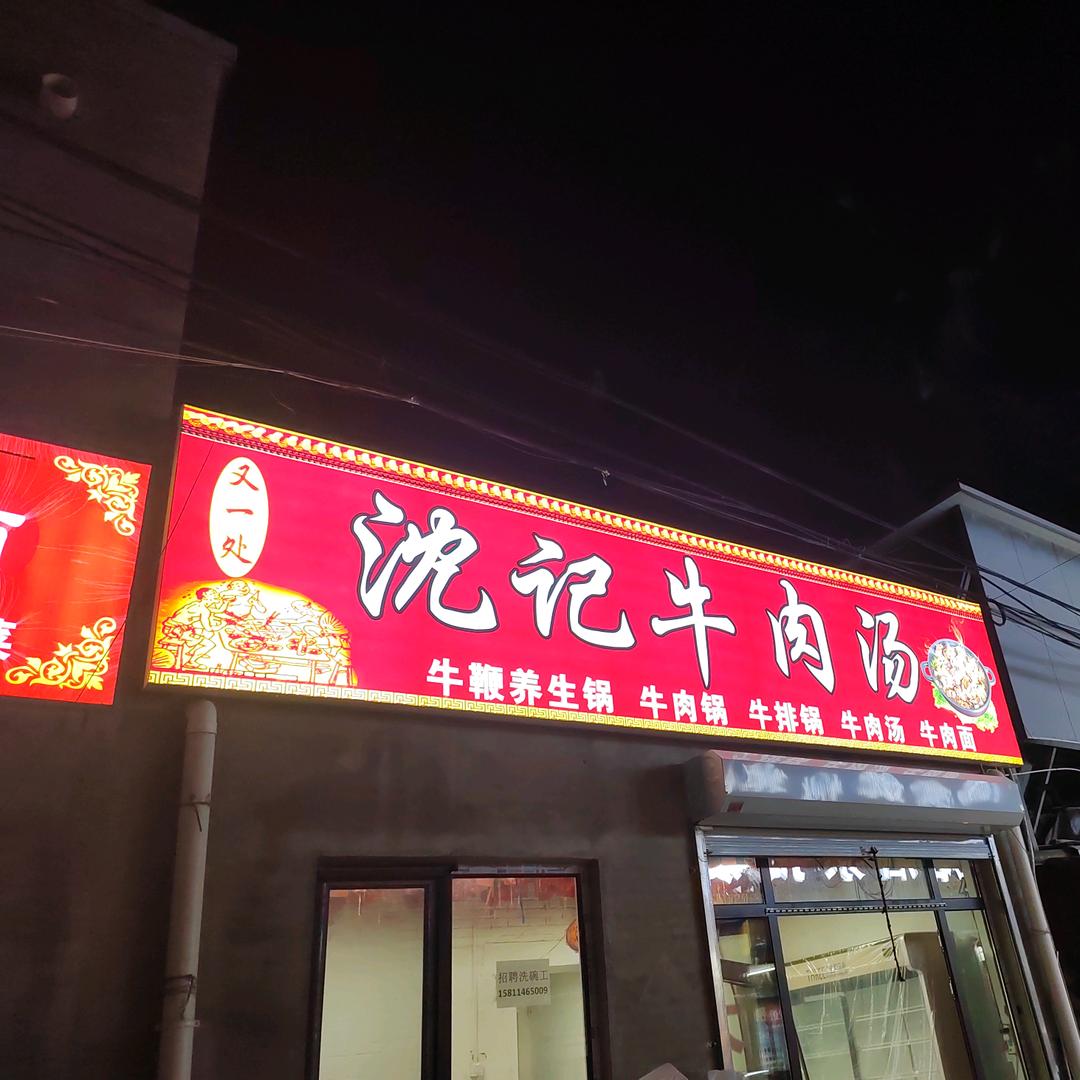 又一处
沈记牛肉汤
牛鞭养生锅 牛肉锅 牛排锅 牛肉汤 牛肉面
招聘洗碗工
15811465009